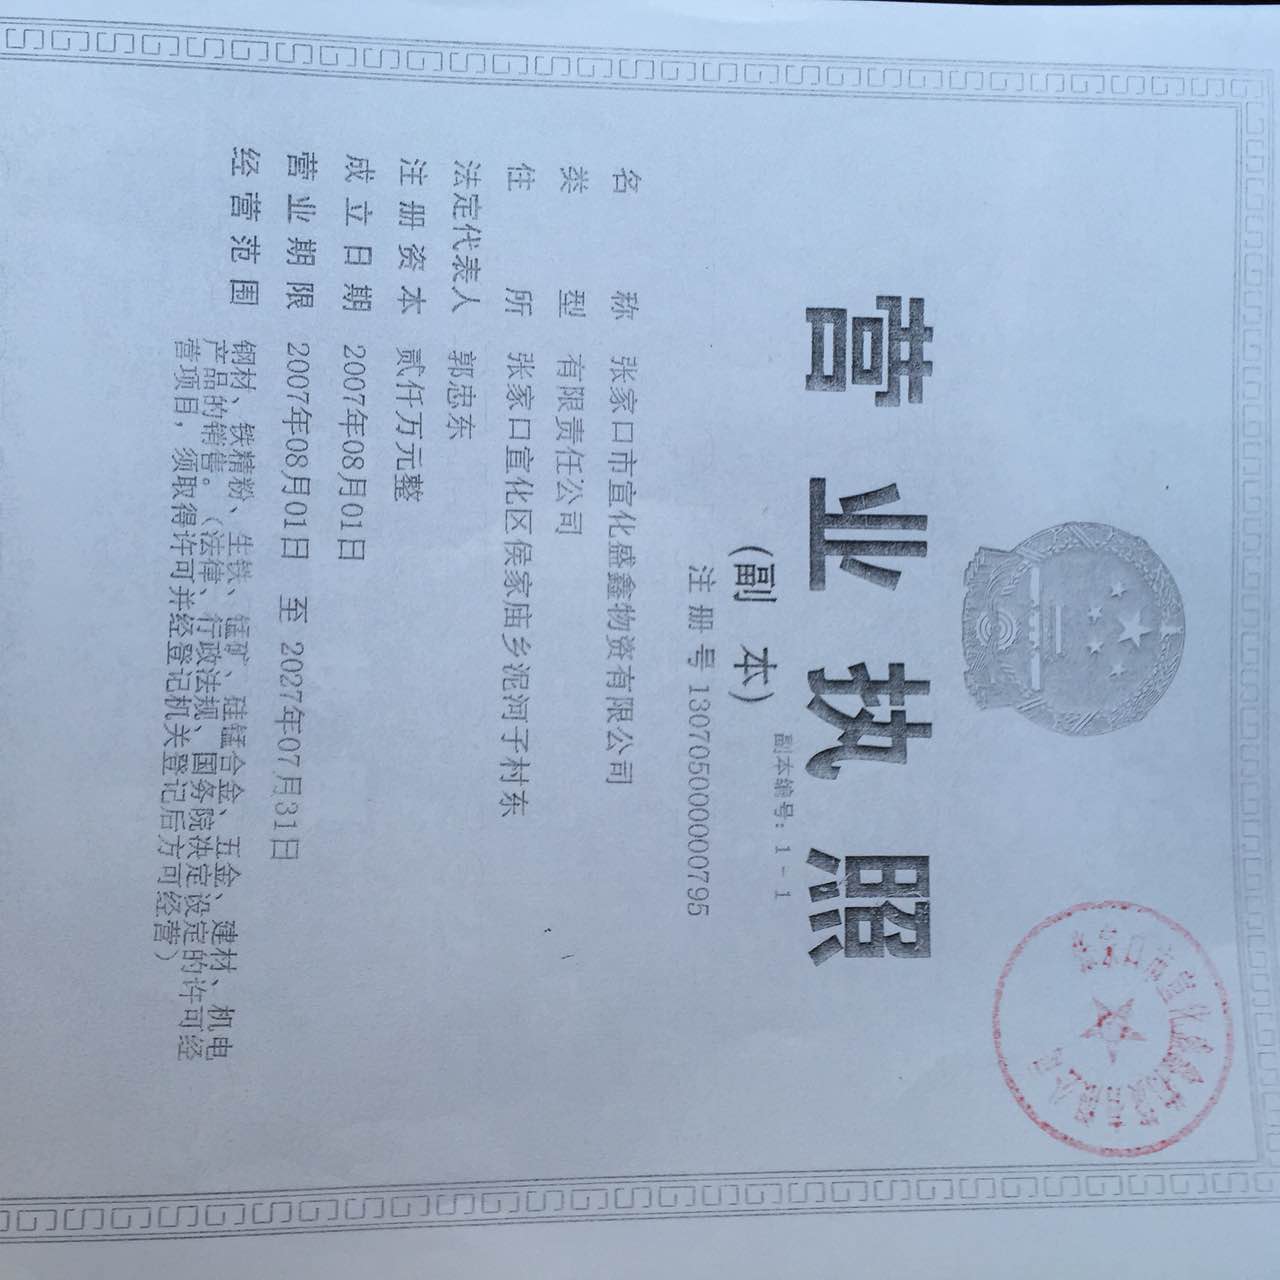 营业执照
(副 本)
副本编号：1－1
注 册 号 130705000000795
名 称 张家口市宣化盛鑫物资有限公司
类 型 有限责任公司
住 所 张家口宣化区侯家庙乡泥河子村东
法定代表人 郭忠东
注 册 资 本 贰仟万元整
成 立 日 期 2007年08月01日
营 业 期 限 2007年08月01日 至 2027年07月31日
经 营 范 围 钢材、铁精粉、生铁、锰矿、硅锰合金、五金、建材、机电
产品的销售。（法律、行政法规、国务院决定设定的许可经
营项目，须取得许可并经登记机关登记后方可经营）
张家口市宣化盛鑫物资有限公司